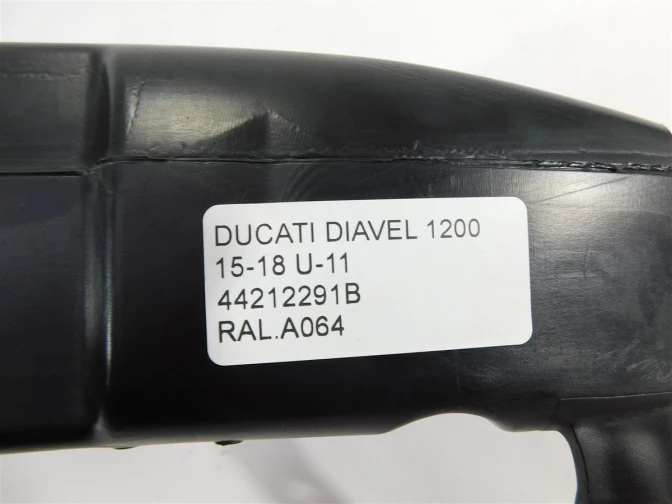 DUCATI DIAVEL 1200
15-18 U-11
44212291B
RAL.A064